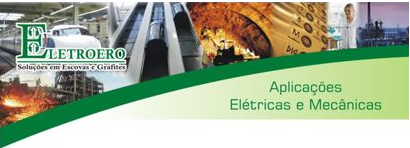 ELETROERO
Soluções em Escovas e Grafites
Aplicações
Elétricas e Mecânicas